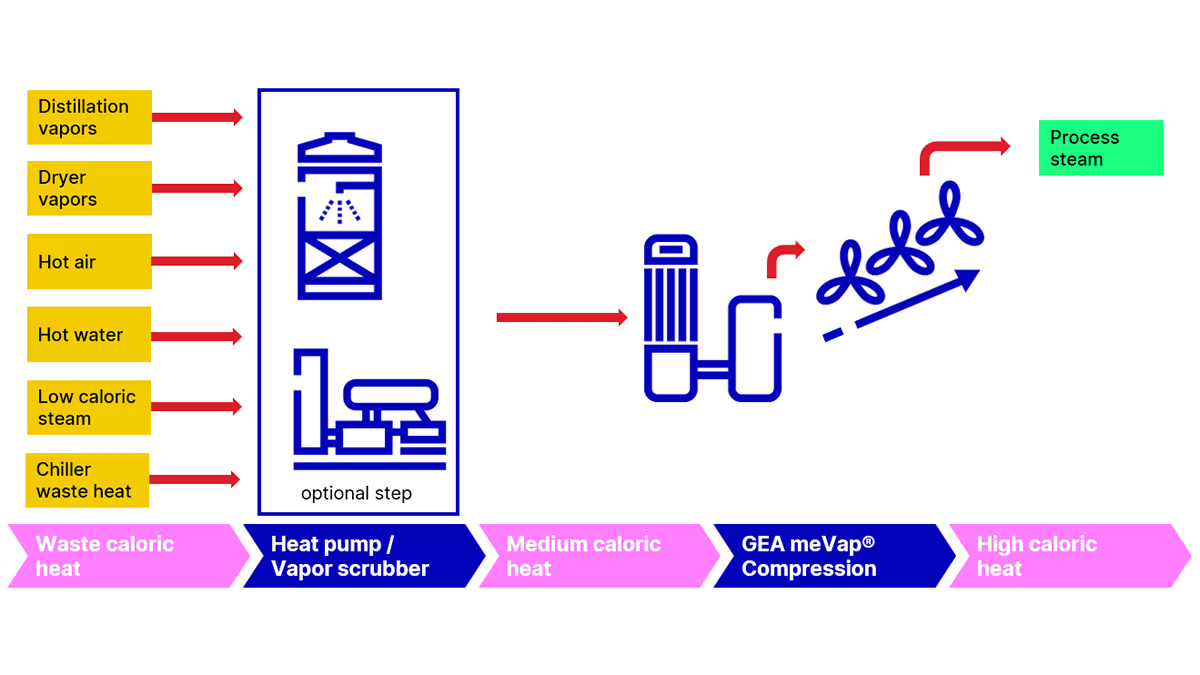 Distillation
vapors
Dryer
vapors
Hot air
Hot water
Low caloric
steam
Chiller
waste heat
optional step
Process
steam
Waste caloric
heat
Heat pump /
Vapor scrubber
Medium caloric
heat
GEA meVap®
Compression
High caloric
heat